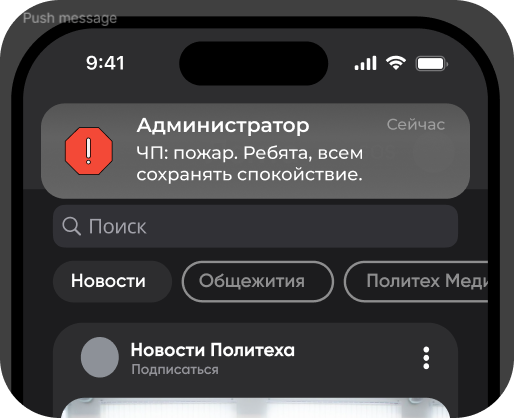 Push message
9:41
Администратор
Сейчас
ЧП: пожар. Ребята, всем
сохранять спокойствие.
Поиск
Новости
Общежития
Политех Меди
Новости Политеха
Подписаться